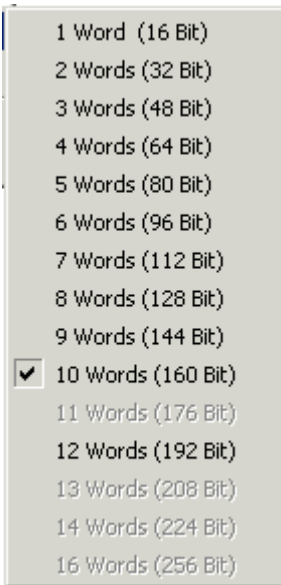 1 Word (16 Bit)
2 Words (32 Bit)
3 Words (48 Bit)
4 Words (64 Bit)
5 Words (80 Bit)
6 Words (96 Bit)
7 Words (112 Bit)
8 Words (128 Bit)
9 Words (144 Bit)
10 Words (160 Bit)
11 Words (176 Bit)
12 Words (192 Bit)
13 Words (208 Bit)
14 Words (224 Bit)
16 Words (256 Bit)